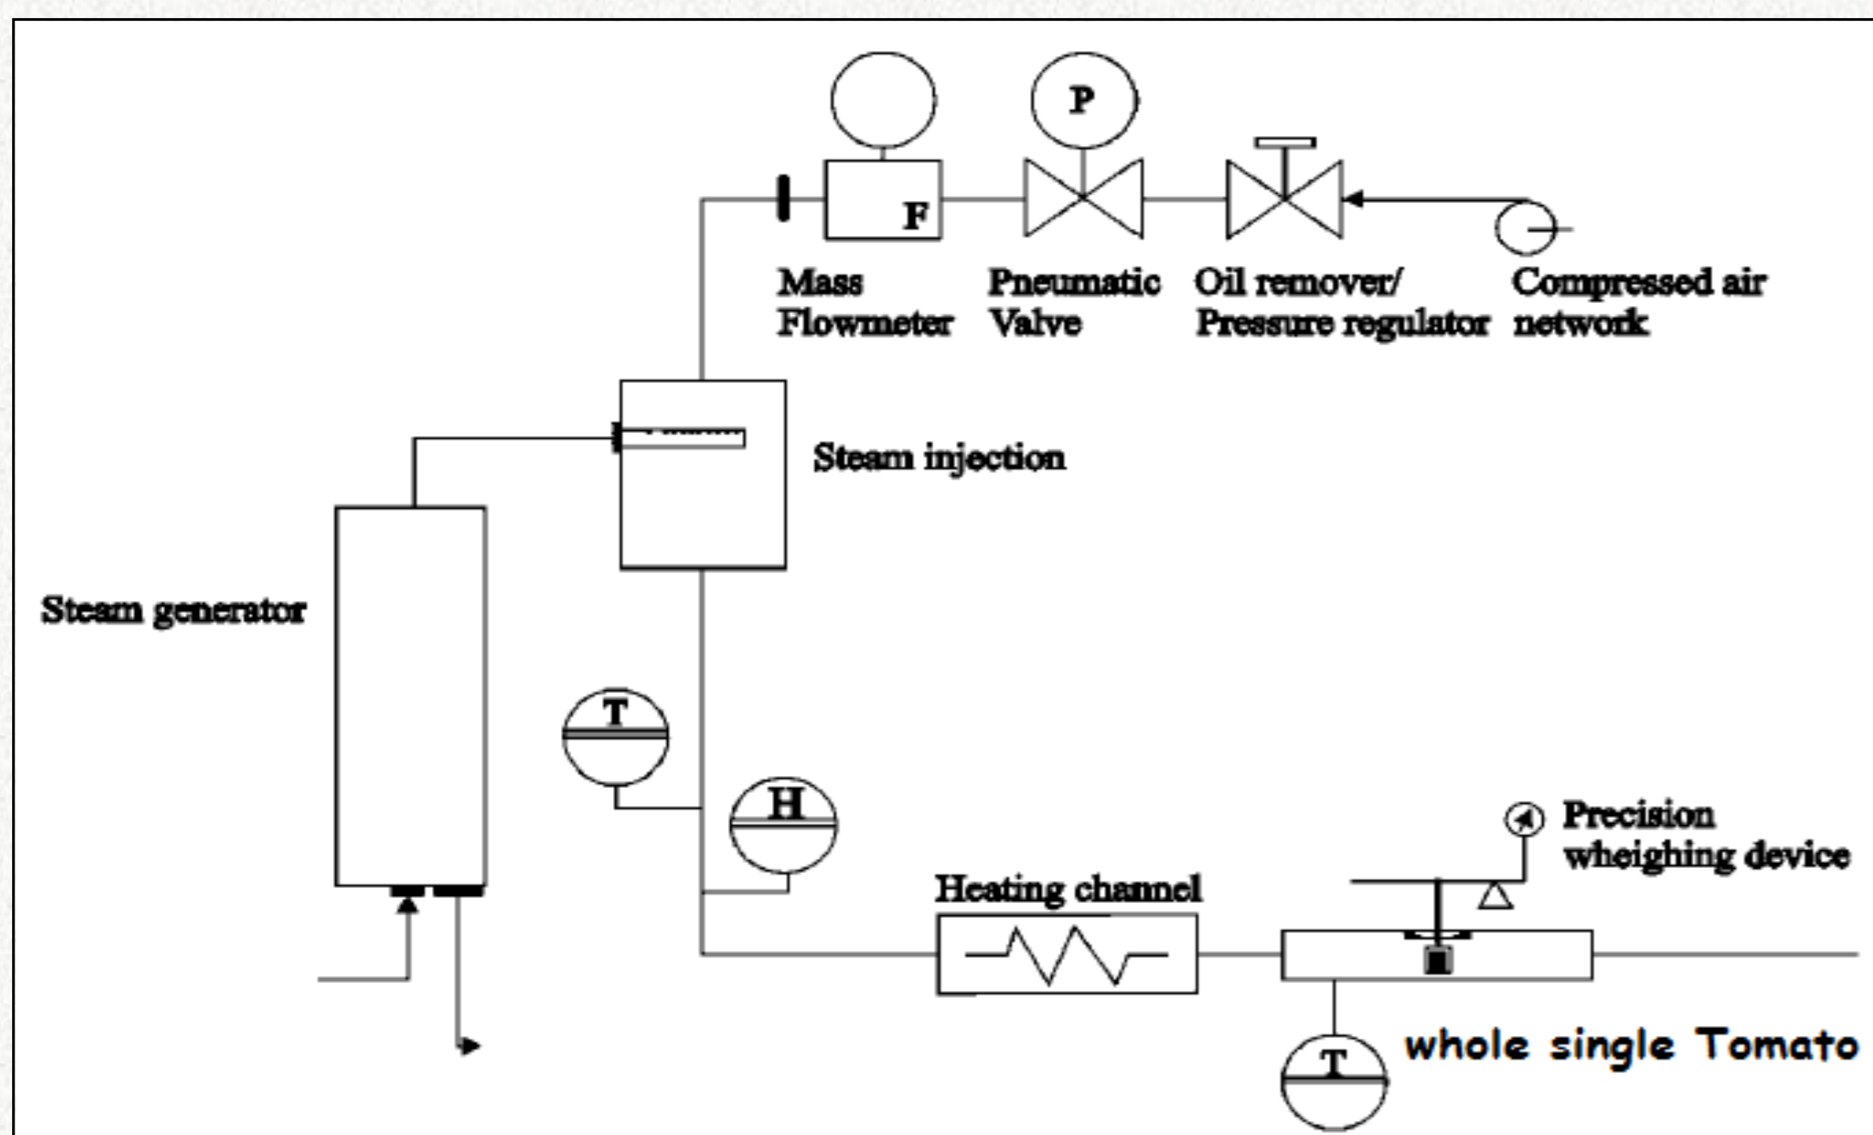 P
F
Mass
Flowmeter
Pneumatic
Valve
Oil remover/
Pressure regulator
Compressed air
network
Steam injection
Steam generator
T
H
Precision
wheighing device
Heating channel
whole single Tomato
T